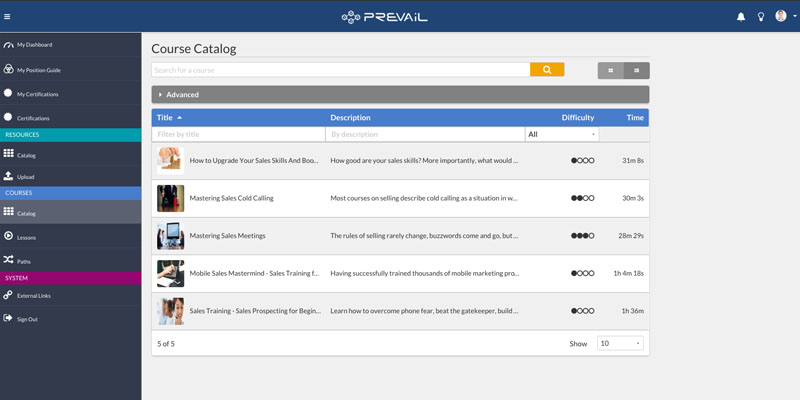 PREVAIL
My Dashboard
My Position Guide
My Certifications
Certifications
RESOURCES
Catalog
Upload
COURSES
Catalog
Lessons
Paths
SYSTEM
External Links
Sign Out
Course Catalog
Search for a course
Advanced
Title Description Difficulty Time
Filter by title By description All
How to Upgrade Your Sales Skills And Boo... How good are your sales skills? More importantly, what would ... 31m 8s
Mastering Sales Cold Calling Most courses on selling describe cold calling as a situation in w... 30m 3s
Mastering Sales Meetings The rules of selling rarely change, buzzwords come and go, but ... 28m 29s
Mobile Sales Mastermind - Sales Training f... Having successfully trained thousands of mobile marketing pro... 1h 4m 18s
Sales Training - Sales Prospecting for Begin... Learn how to overcome phone fear, beat the gatekeeper, build ... 1h 36m
5 of 5 Show 10